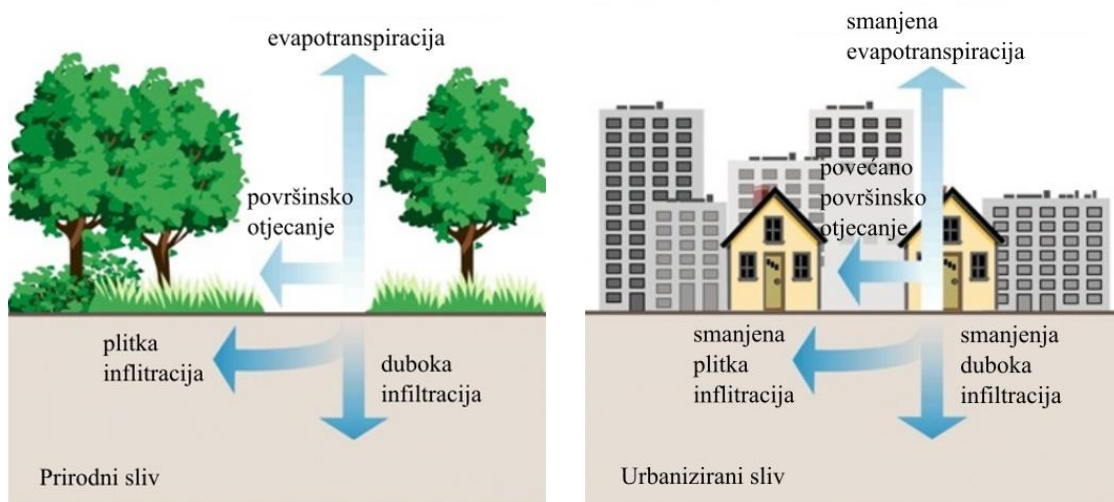 evapotranspiracija
površinsko
otjecanje
plitka
inflitracija
duboka
infiltracija
Prirodni sliv
smanjena
evapotranspiracija
povećano
površinsko
otjecanje
smanjena
plitka
inflitracija
smanjenja
duboka
infiltracija
Urbanizirani sliv